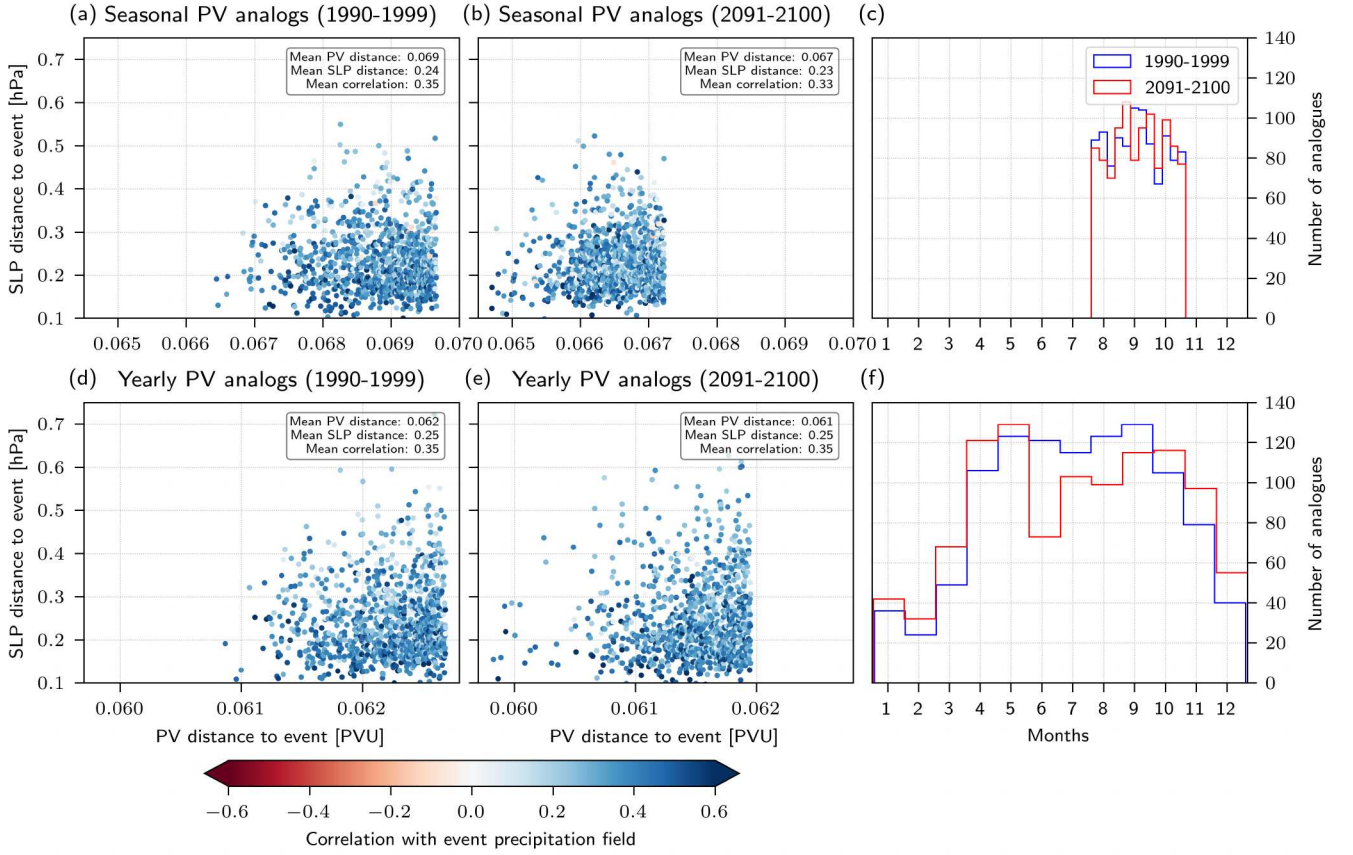 (a) Seasonal PV analogs (1990-1999)
(b) Seasonal PV analogs (2091-2100)
(c)
SLP distance to event [hPa]
0.7
0.6
0.5
0.4
0.3
0.2
0.1
Mean PV distance: 0.069
Mean SLP distance: 0.24
Mean correlation: 0.35
0.065 0.066 0.067 0.068 0.069 0.070
Mean PV distance: 0.067
Mean SLP distance: 0.23
Mean correlation: 0.33
0.065 0.066 0.067 0.068 0.069 0.070
1990-1999
2091-2100
140
120
100
80
60
40
20
0
Number of analogues
1 2 3 4 5 6 7 8 9 10 11 12
(d) Yearly PV analogs (1990-1999)
(e) Yearly PV analogs (2091-2100)
(f)
SLP distance to event [hPa]
0.7
0.6
0.5
0.4
0.3
0.2
0.1
Mean PV distance: 0.062
Mean SLP distance: 0.25
Mean correlation: 0.35
0.060 0.061 0.062
PV distance to event [PVU]
Mean PV distance: 0.061
Mean SLP distance: 0.25
Mean correlation: 0.35
0.060 0.061 0.062
PV distance to event [PVU]
140
120
100
80
60
40
20
0
Number of analogues
1 2 3 4 5 6 7 8 9 10 11 12
Months
−0.6 −0.4 −0.2 0.0 0.2 0.4 0.6
Correlation with event precipitation field